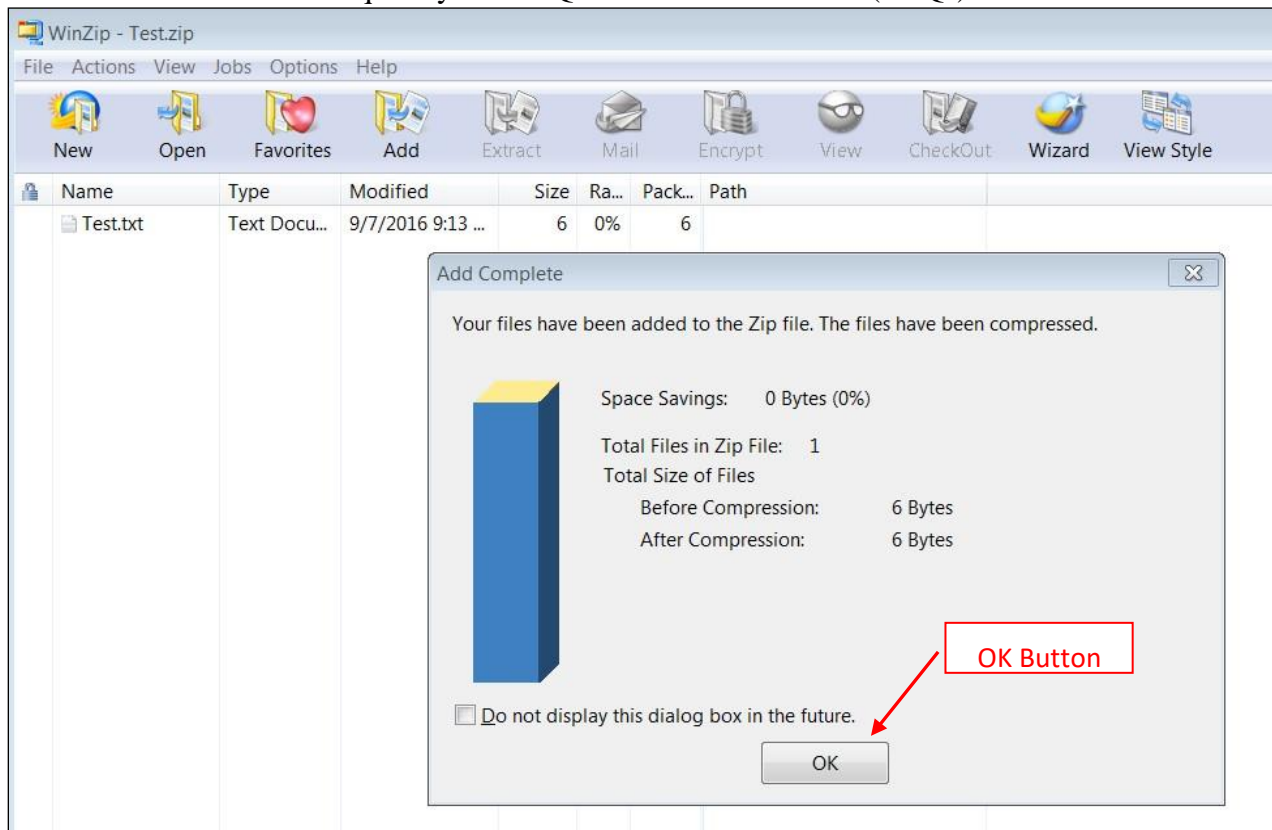 WinZip - Test.zip
File Actions View Jobs Options Help
New Open Favorites Add Extract Mail Encrypt View CheckOut Wizard View Style
Name Type Modified Size Ra... Pack... Path
Test.txt Text Docu... 9/7/2016 9:13 ... 6 0% 6
Add Complete
Your files have been added to the Zip file. The files have been compressed.
Space Savings: 0 Bytes (0%)
Total Files in Zip File: 1
Total Size of Files
Before Compression: 6 Bytes
After Compression: 6 Bytes
OK Button
Do not display this dialog box in the future.
OK